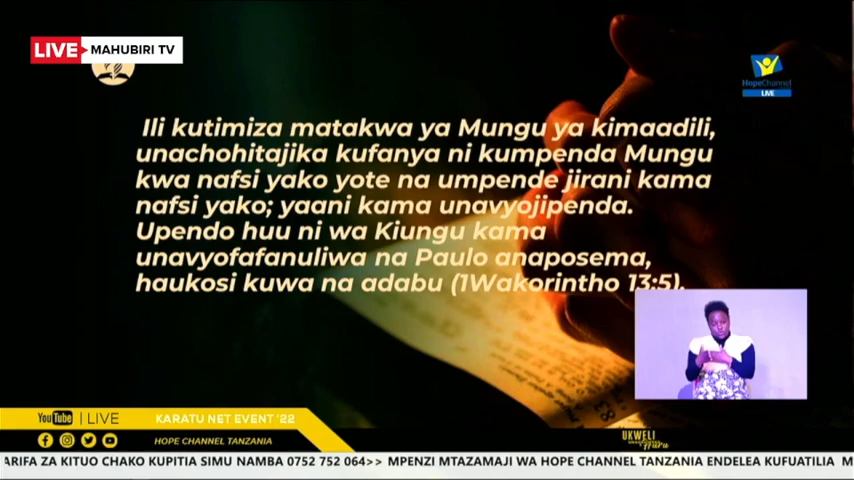 LIVE MAHUBIRI TV
HopeChannel
LIVE
Ili kutimiza matakwa ya Mungu ya kimaadili,
unachohitajika kufanya ni kumpenda Mungu
kwa nafsi yako yote na umpende jirani kama
nafsi yako; yaani kama unavyojipenda.
Upendo huu ni wa Kiungu kama
unavyofafanuliwa na Paulo anaposema,
haukosi kuwa na adabu (1Wakorintho 13:5).
YouTube | LIVE
KARATU NET EVENT '22
HOPE CHANNEL TANZANIA
UKWELI
ARIFA ZA KITUO CHAKO KUPITIA SIMU NAMBA 0752 752 064>> MPENZI MTAZAMAJI WA HOPE CHANNEL TANZANIA ENDELEA KUFUATILIA M